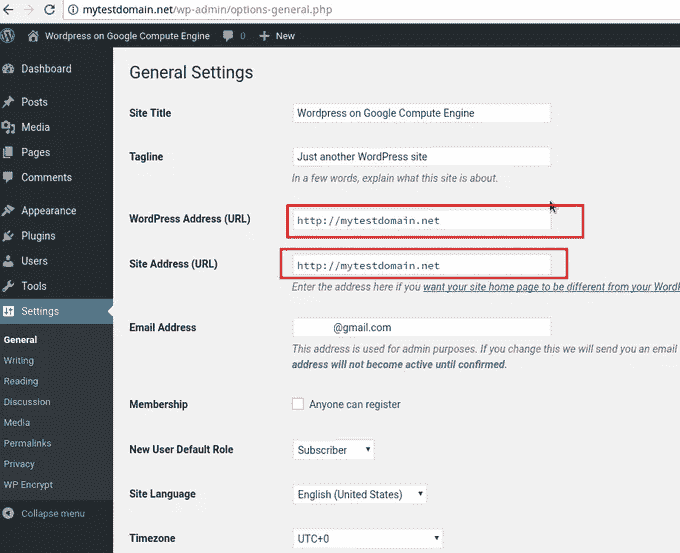 mytestdomain.net/wp-admin/options-general.php
Wordpress on Google Compute Engine 0 New
Dashboard
Posts
Media
Pages
Comments
Appearance
Plugins
Users
Tools
Settings
General
Writing
Reading
Discussion
Media
Permalinks
Privacy
WP Encrypt
Collapse menu
General Settings
Site Title Wordpress on Google Compute Engine
Tagline Just another WordPress site
In a few words, explain what this site is about.
WordPress Address (URL) http://mytestdomain.net
Site Address (URL) http://mytestdomain.net
Enter the address here if you want your site home page to be different from your
Email Address @gmail.com
This address is used for admin purposes. If you change this we will send you an email
address will not become active until confirmed.
Membership Anyone can register
New User Default Role Subscriber
Site Language English (United States)
Timezone UTC+0